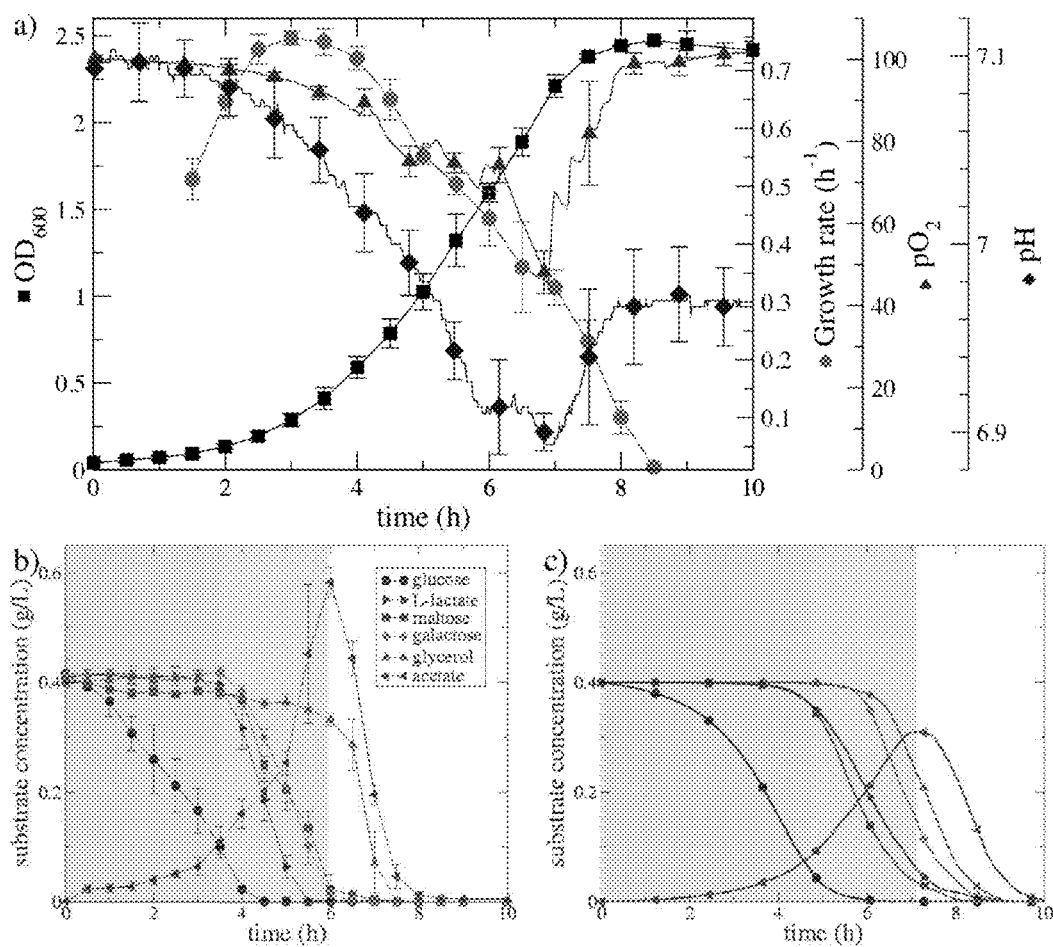 a)
2.5
2
1.5
1
0.5
0
OD600
0 2 4 6 8 10
time (h)
0.7
0.6
0.5
0.4
0.3
0.2
0.1
Growth rate (h-1)
100
80
60
40
20
0
pO2
7.1
7
6.9
pH
b)
0.6
0.4
0.2
0
substrate concentration (g/L)
0 2 4 6 8 10
time (h)
glucose
L-lactate
maltose
galactose
glycerol
acetate
c)
0.6
0.4
0.2
0
substrate concentration (g/L)
0 2 4 6 8 10
time (h)